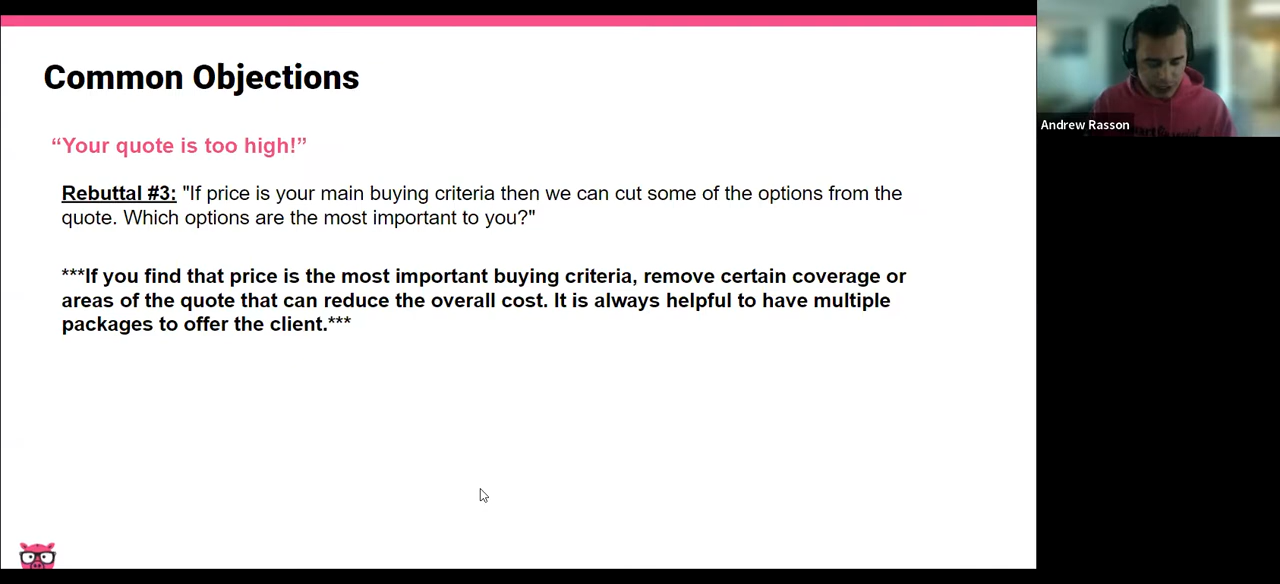 Common Objections
“Your quote is too high!”
Rebuttal #3: "If price is your main buying criteria then we can cut some of the options from the
quote. Which options are the most important to you?"
***If you find that price is the most important buying criteria, remove certain coverage or
areas of the quote that can reduce the overall cost. It is always helpful to have multiple
packages to offer the client.***
Andrew Rasson